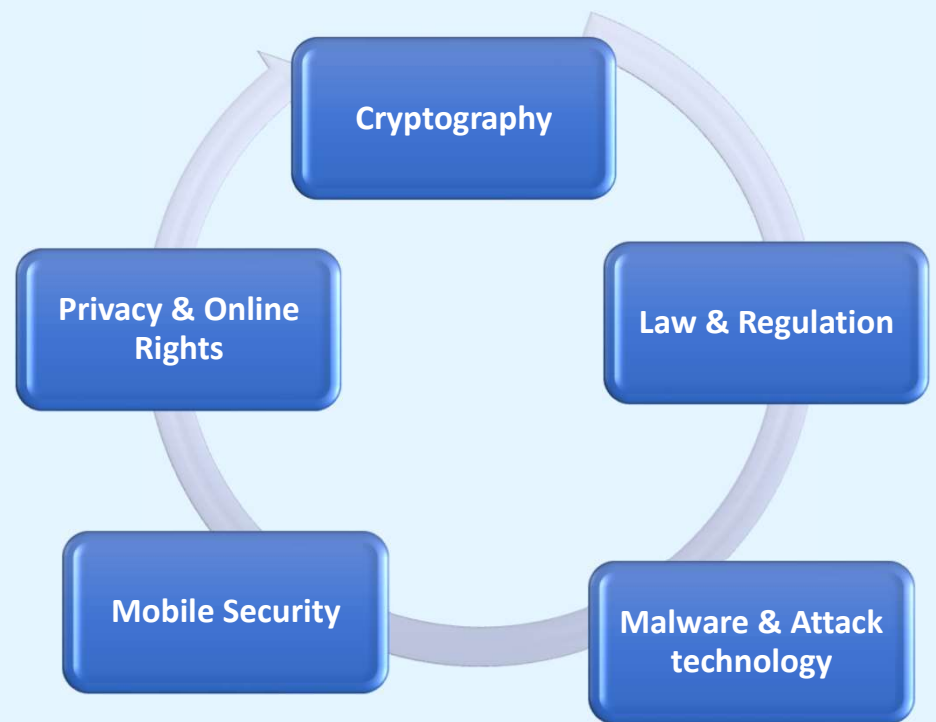 Cryptography
Law & Regulation
Malware & Attack
technology
Mobile Security
Privacy & Online
Rights